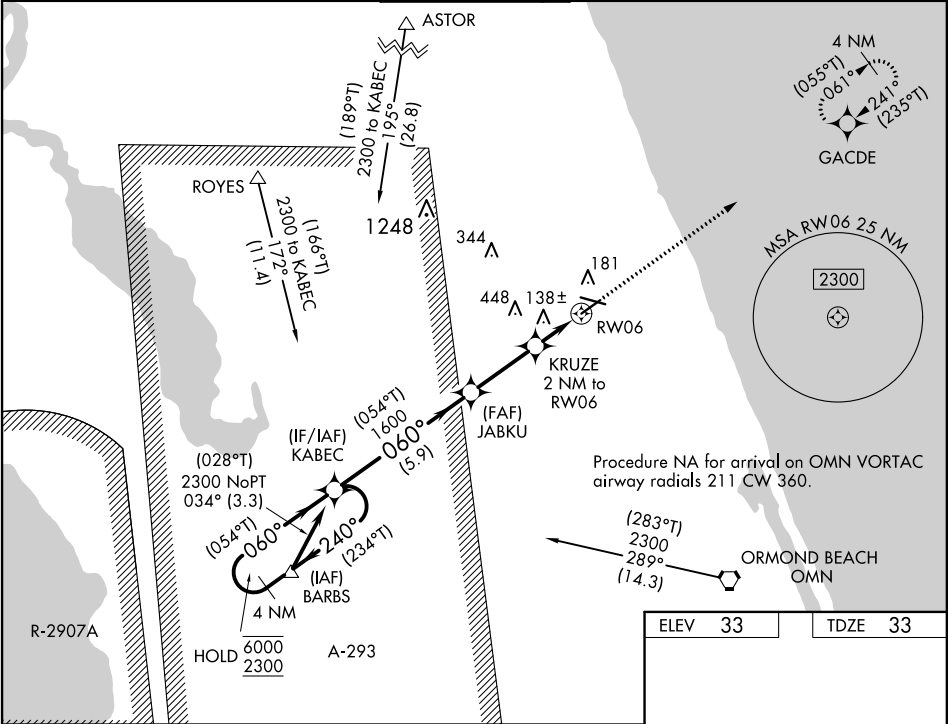 ASTOR
(189°T)
2300 to KABEC
195°
(26.8)
4 NM
(055°T)
061°
241°
(235°T)
GACDE
ROYES
(166°T)
2300 to KABEC
172°
(11.4)
1248
344
181
448
138±
RW06
MSA RW06 25 NM
2300
KRUZE
2 NM to
RW06
(FAF)
JABKU
(054°T)
1600
060°
(5.9)
(IF/IAF)
KABEC
(028°T)
2300 NoPT
034° (3.3)
Procedure NA for arrival on OMN VORTAC
airway radials 211 CW 360.
060°
(054°T)
240°
(234°T)
(IAF)
BARBS
4 NM
(283°T)
2300
289°
(14.3)
ORMOND BEACH
OMN
R-2907A
HOLD 6000
2300
A-293
ELEV 33
TDZE 33